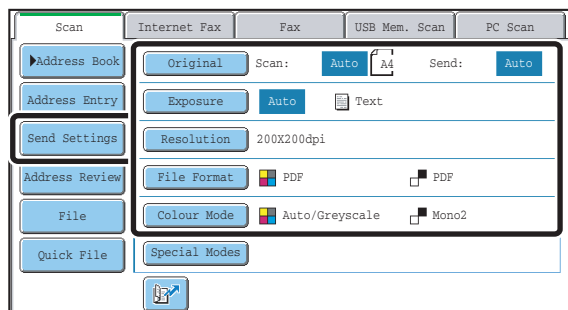 Scan Internet Fax Fax USB Mem. Scan PC Scan
Address Book Original Scan: Auto A4 Send: Auto
Address Entry Exposure Auto Text
Send Settings Resolution 200X200dpi
Address Review File Format PDF PDF
File Colour Mode Auto/Greyscale Mono2
Quick File Special Modes